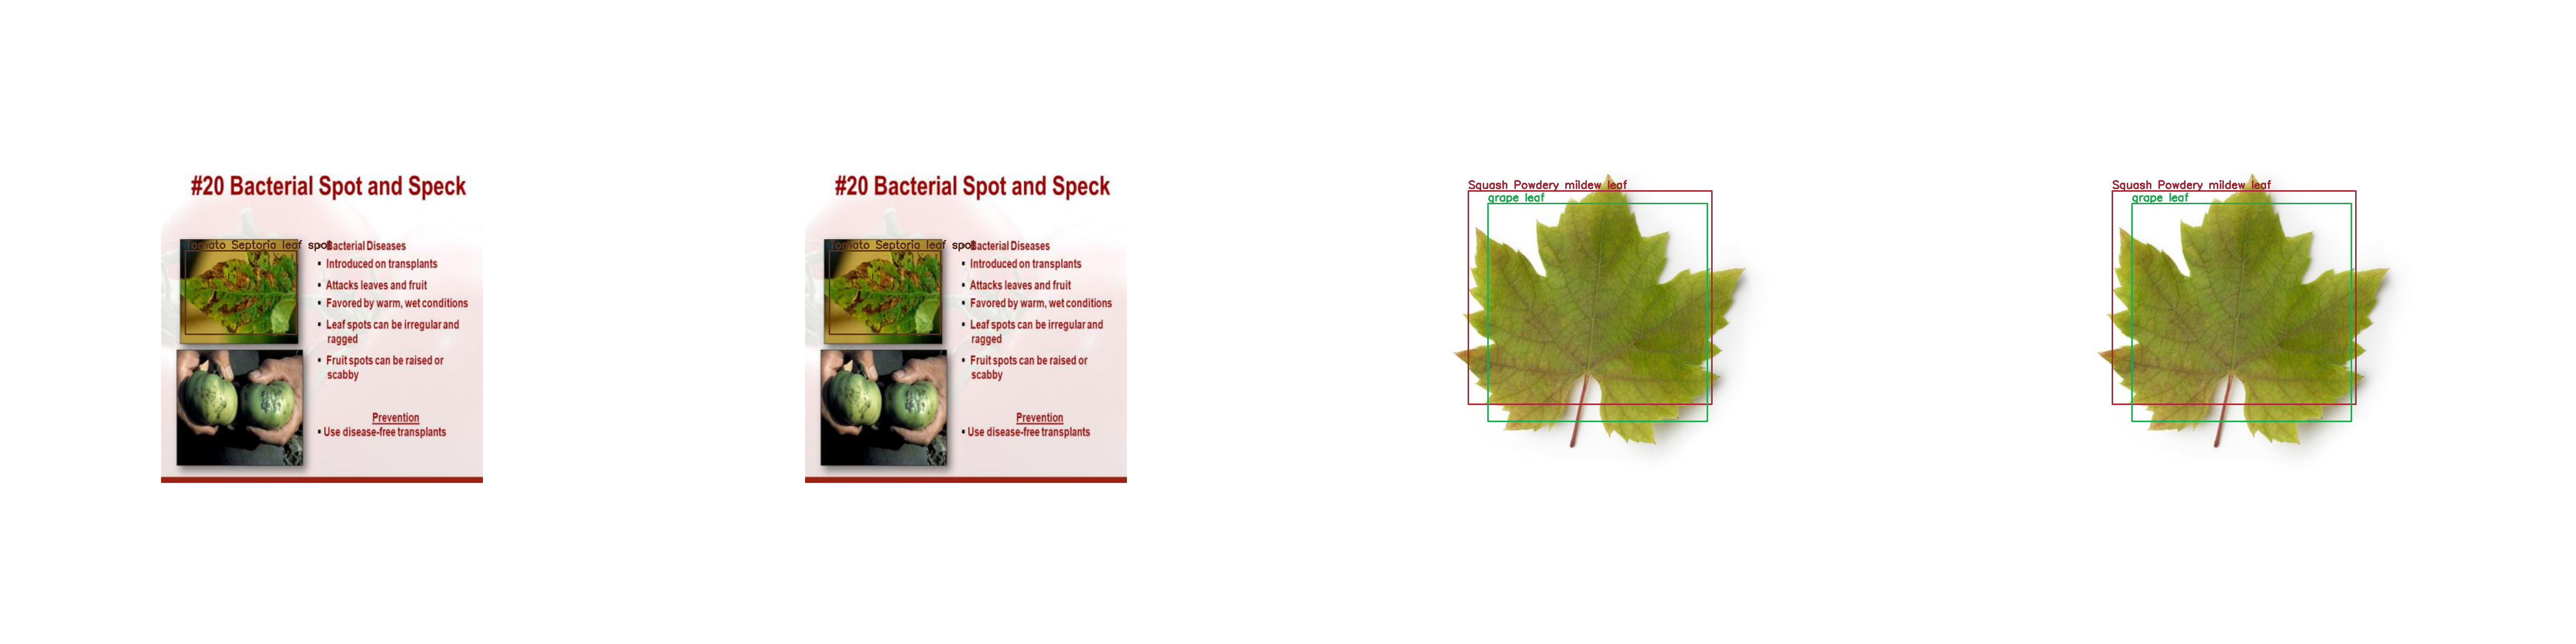 #20 Bacterial Spot and Speck
Tomato Septoria leaf spot
Bacterial Diseases
▪ Introduced on transplants
▪ Attacks leaves and fruit
▪ Favored by warm, wet conditions
▪ Leaf spots can be irregular and
ragged
▪ Fruit spots can be raised or
scabby
Prevention
▪ Use disease-free transplants
#20 Bacterial Spot and Speck
Tomato Septoria leaf spot
Bacterial Diseases
▪ Introduced on transplants
▪ Attacks leaves and fruit
▪ Favored by warm, wet conditions
▪ Leaf spots can be irregular and
ragged
▪ Fruit spots can be raised or
scabby
Prevention
▪ Use disease-free transplants
Squash Powdery mildew leaf
grape leaf
Squash Powdery mildew leaf
grape leaf